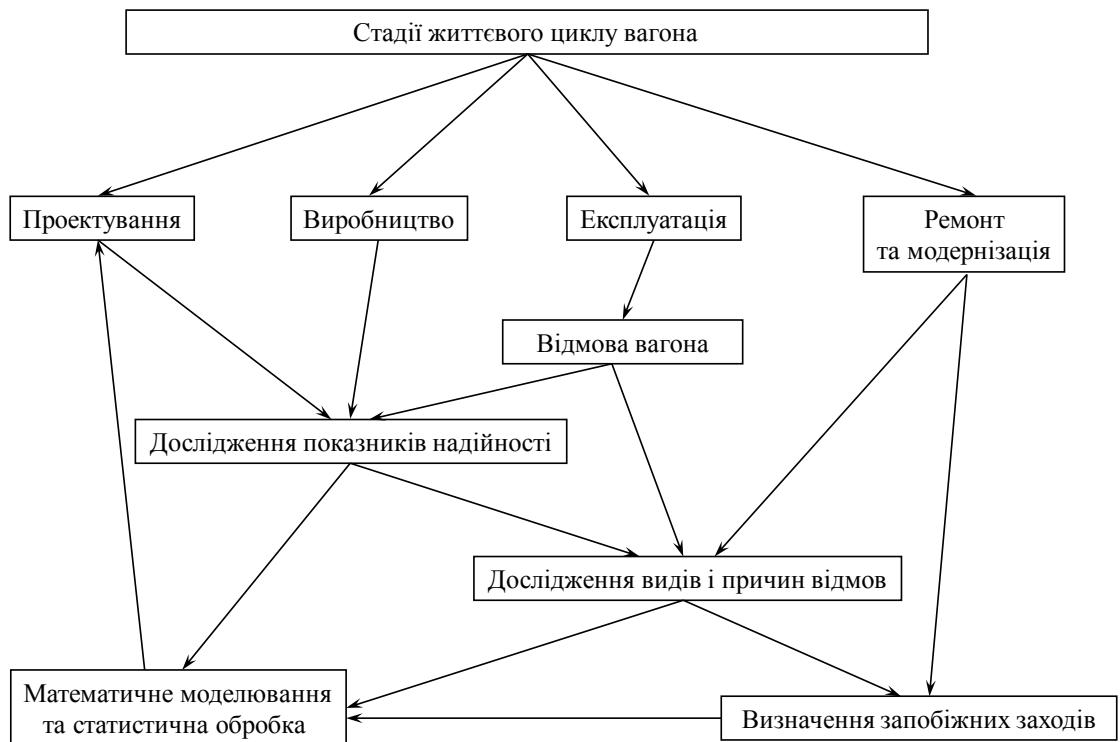 Стадії життєвого циклу вагона
Проектування
Виробництво
Експлуатація
Ремонт
та модернізація
Відмова вагона
Дослідження показників надійності
Дослідження видів і причин відмов
Математичне моделювання
та статистична обробка
Визначення запобіжних заходів